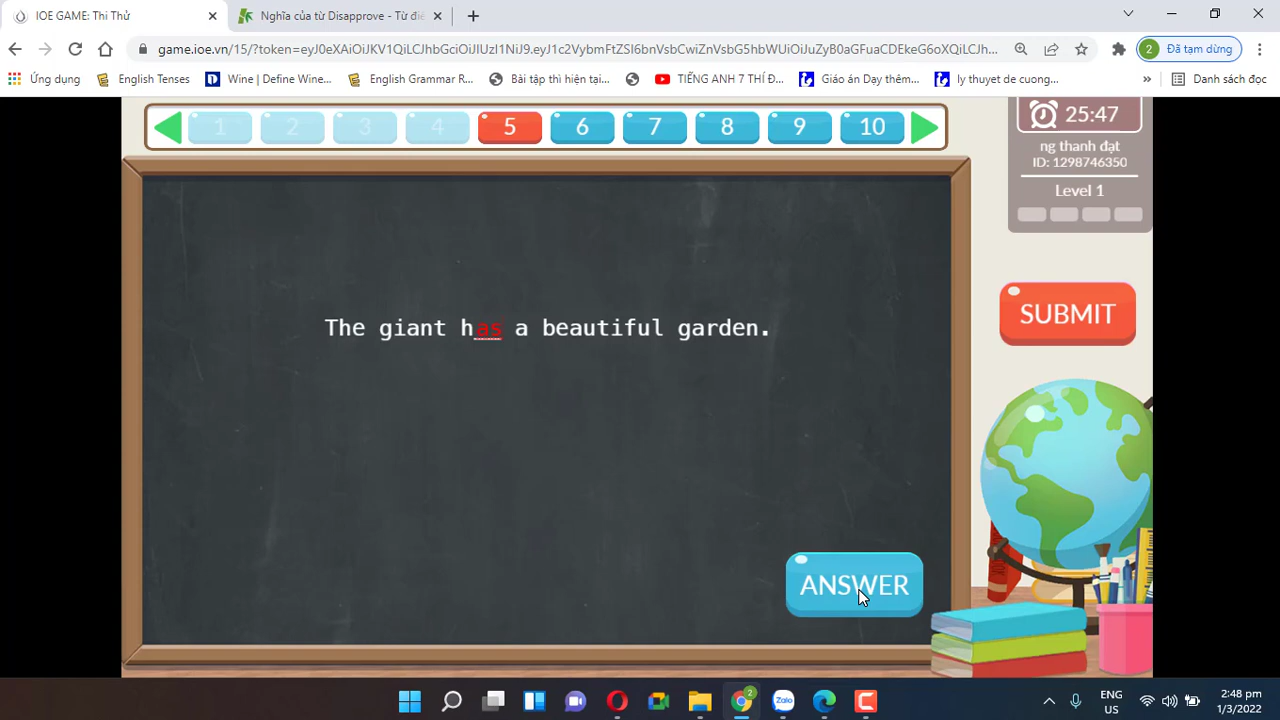 IOE GAME: Thi Thử
Nghĩa của từ Disapprove - Từ điể
game.ioe.vn/15/?token=eyJ0eXAiOiJKV1QiLCJhbGciOiJIUzI1NiJ9.eyJ1c2VybmFtZSI6bnVsbCwiZnVsbG5hbWUiOiJuZyB0aGFuaCDEkeG6oXQiLCJh...
2 Đã tạm dừng
Ứng dụng
English Tenses
Wine | Define Wine...
English Grammar R...
Bài tập thì hiện tại...
TIẾNG ANH 7 THÍ Đ...
Giáo án Dạy thêm...
ly thuyet de cuong...
» Danh sách đọc
1 2 3 4 5 6 7 8 9 10
25:47
ng thanh đạt
ID: 1298746350
Level 1
The giant has a beautiful garden.
SUBMIT
ANSWER
2
Zalo
ENG
US
2:48 pm
1/3/2022